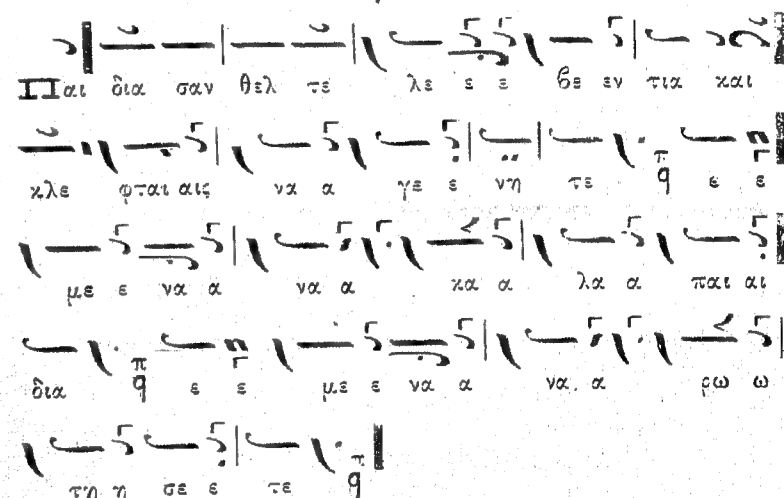 Παι δια σαν θελ τε λε ε ε βε εν τια και
κλε φται αις να α γε ε νη τε π q ε ε
με ε να α να α κα α λα α παι αι
δια π q ε ε με ε να α να α ρω ω
τη η σε ε τε π q